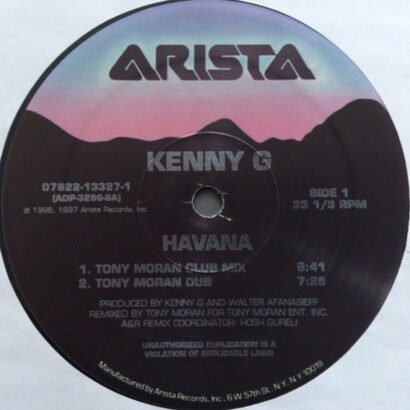 ARISTA
KENNY G
07822-13327-1
(ADP-3296-SA)
℗ 1996, 1997 Arista Records, Inc.
SIDE 1
33 1/3 RPM
HAVANA
1. TONY MORAN CLUB MIX 6:41
2. TONY MORAN DUB 7:25
PRODUCED BY KENNY G AND WALTER AFANASIEFF
REMIXED BY TONY MORAN FOR TONY MORAN ENT, INC.
A&R REMIX COORDINATOR: HOSH GURELI
UNAUTHORIZED DUPLICATION IS A
VIOLATION OF APPLICABLE LAWS
Manufactured by Arista Records, Inc., 6 W 57th St. N.Y. N.Y 10019